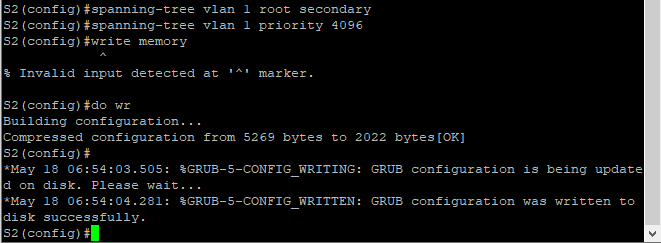 S2(config)#spanning-tree vlan 1 root secondary
S2(config)#spanning-tree vlan 1 priority 4096
S2(config)#write memory
^
% Invalid input detected at '^' marker.
S2(config)#do wr
Building configuration...
Compressed configuration from 5269 bytes to 2022 bytes[OK]
S2(config)#
*May 18 06:54:03.505: %GRUB-5-CONFIG_WRITING: GRUB configuration is being update
d on disk. Please wait...
*May 18 06:54:04.281: %GRUB-5-CONFIG_WRITTEN: GRUB configuration was written to
disk successfully.
S2(config)#